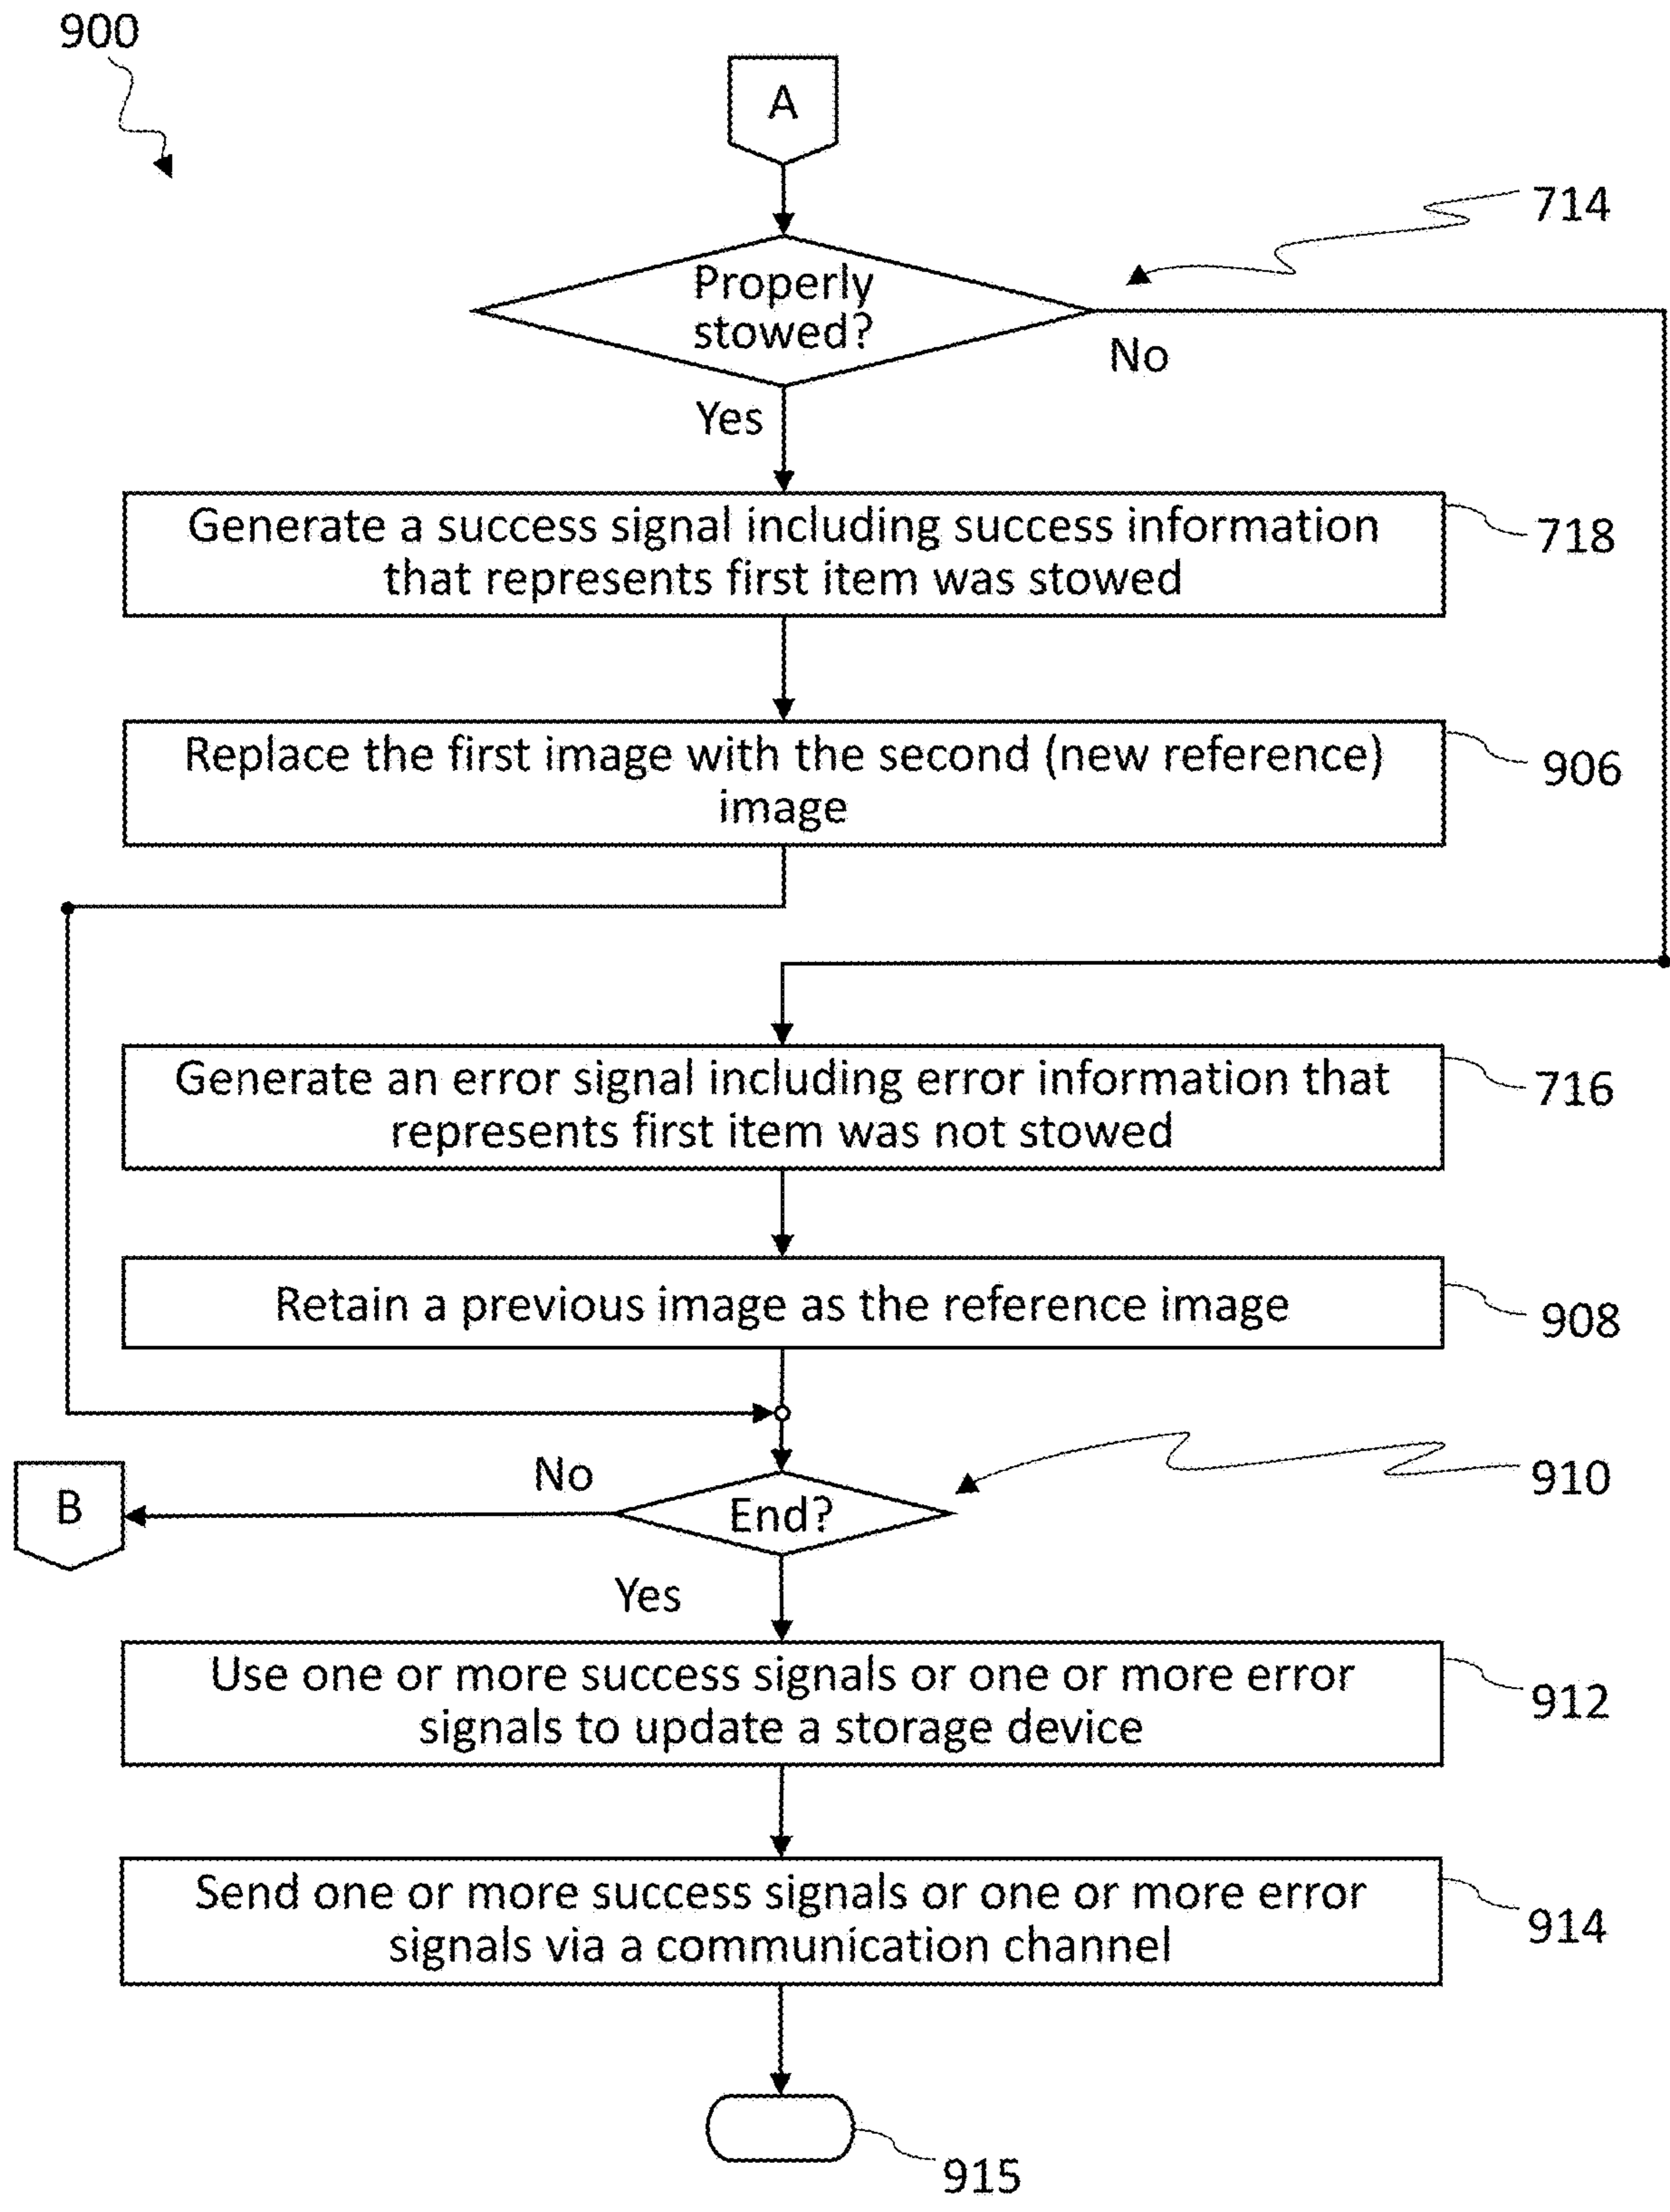 900
A
714
Properly
stowed?
No
Yes
Generate a success signal including success information
that represents first item was stowed
718
Replace the first image with the second (new reference)
image
906
Generate an error signal including error information that
represents first item was not stowed
716
Retain a previous image as the reference image
908
No
910
B
End?
Yes
Use one or more success signals or one or more error
signals to update a storage device
912
Send one or more success signals or one or more error
signals via a communication channel
914
915